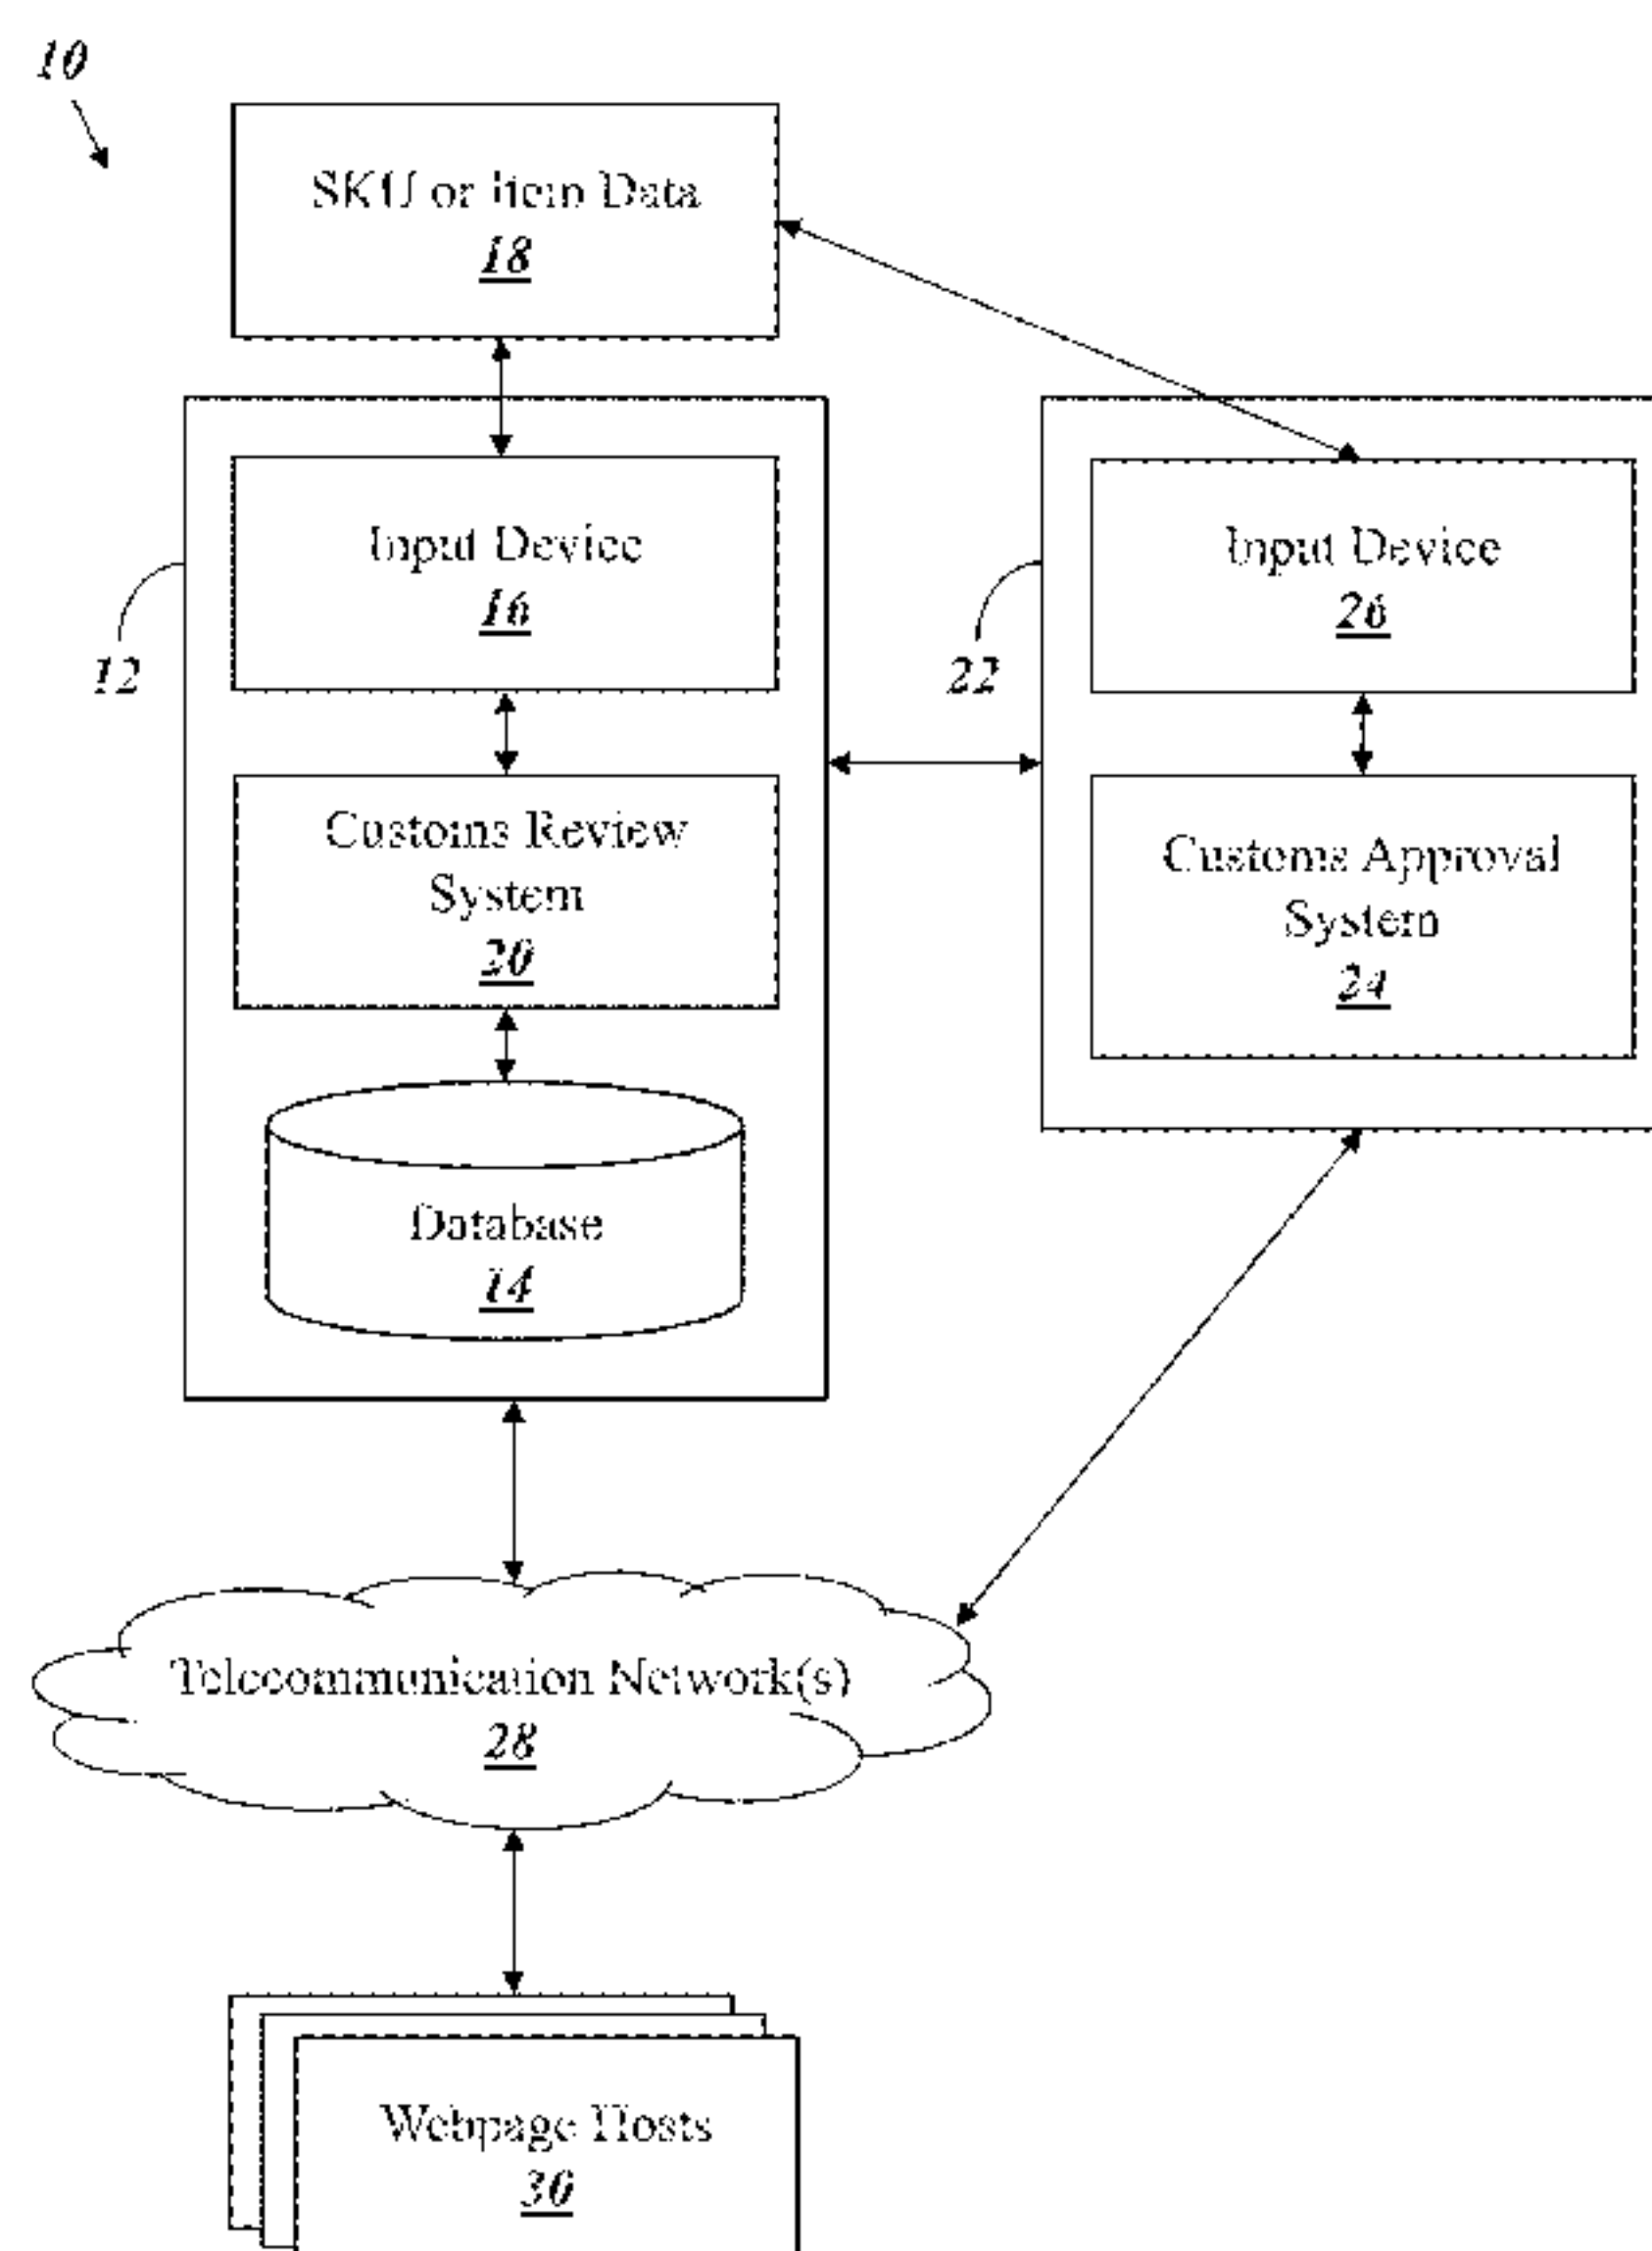 10
SKU or Item Data
18
Input Device
16
12
Input Device
26
22
Customs Review
System
20
Customs Approval
System
24
Database
14
Telecommunication Network(s)
28
Webpage Hosts
30